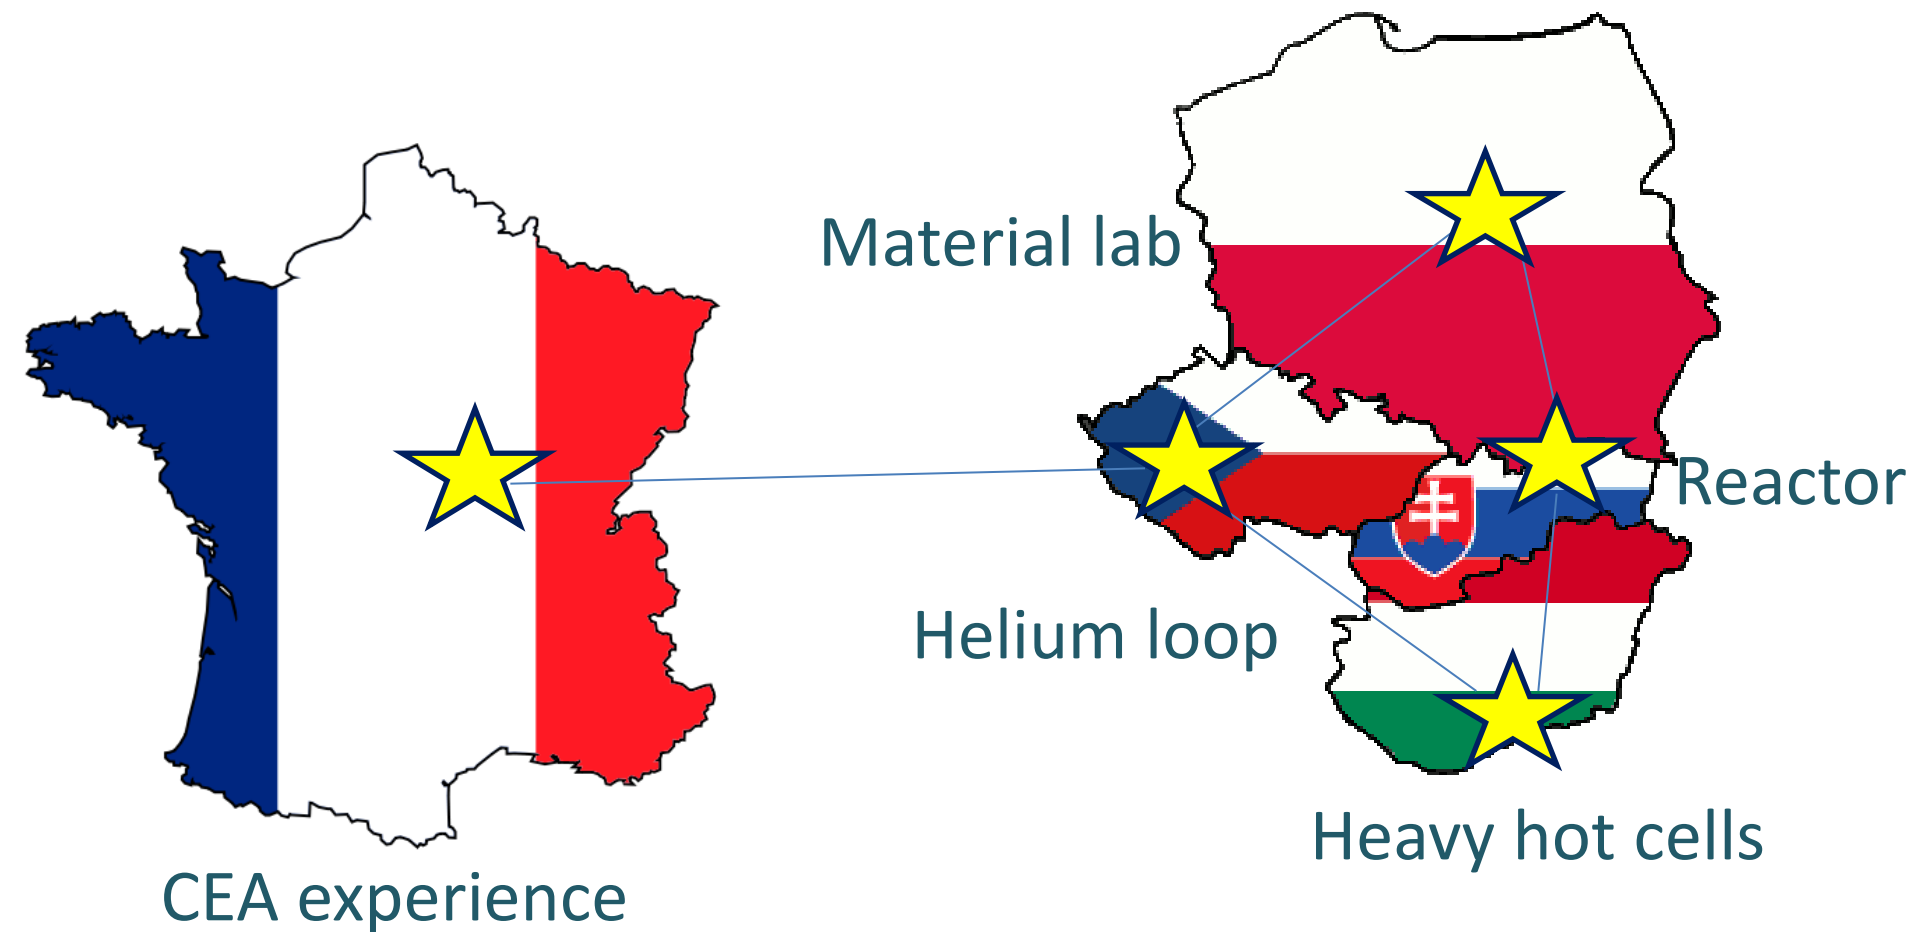 Material lab
Reactor
Helium loop
Heavy hot cells
CEA experience